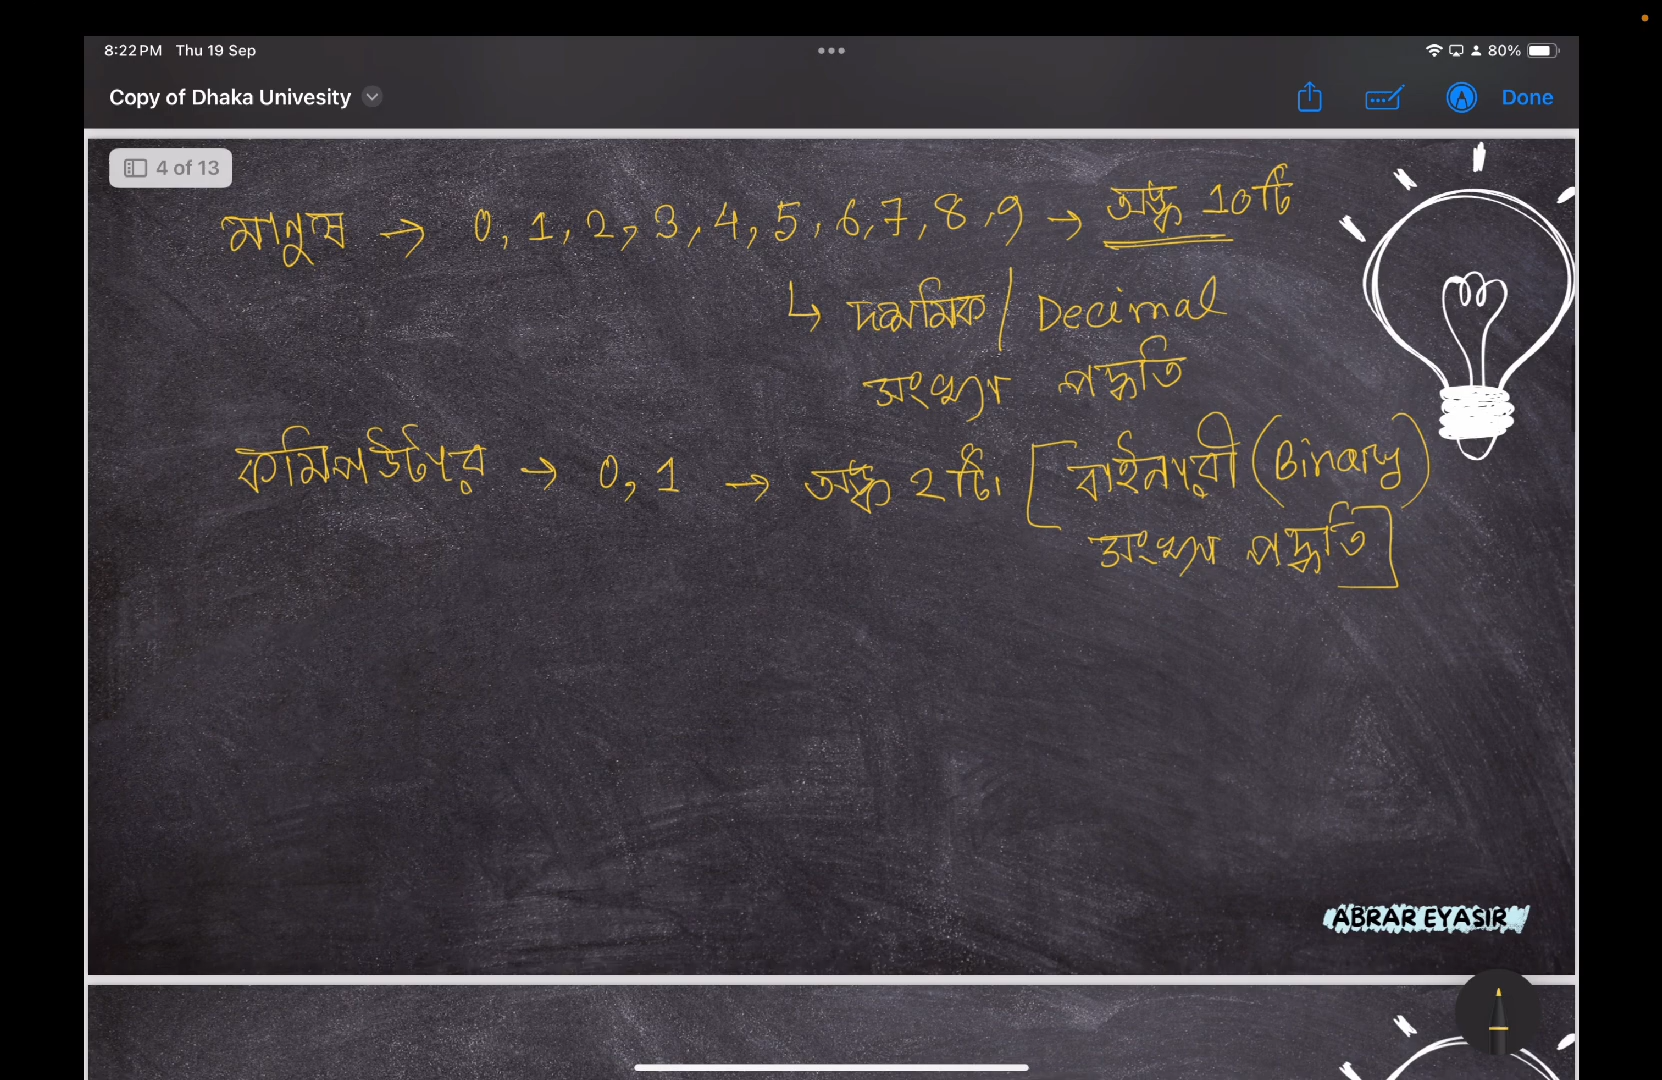 8:22 PM Thu 19 Sep
80%
Copy of Dhaka Univesity
Done
4 of 13
মানুষ → 0, 1, 2, 3, 4, 5, 6, 7, 8, 9 → অঙ্ক 10টি
↳ দশমিক / Decimal
সংখ্যা পদ্ধতি
কমিপউটার → 0, 1 → অঙ্ক 2টি। [বাইনারী (Binary)
সংখ্যা পদ্ধতি]
ABRAR EYASIR